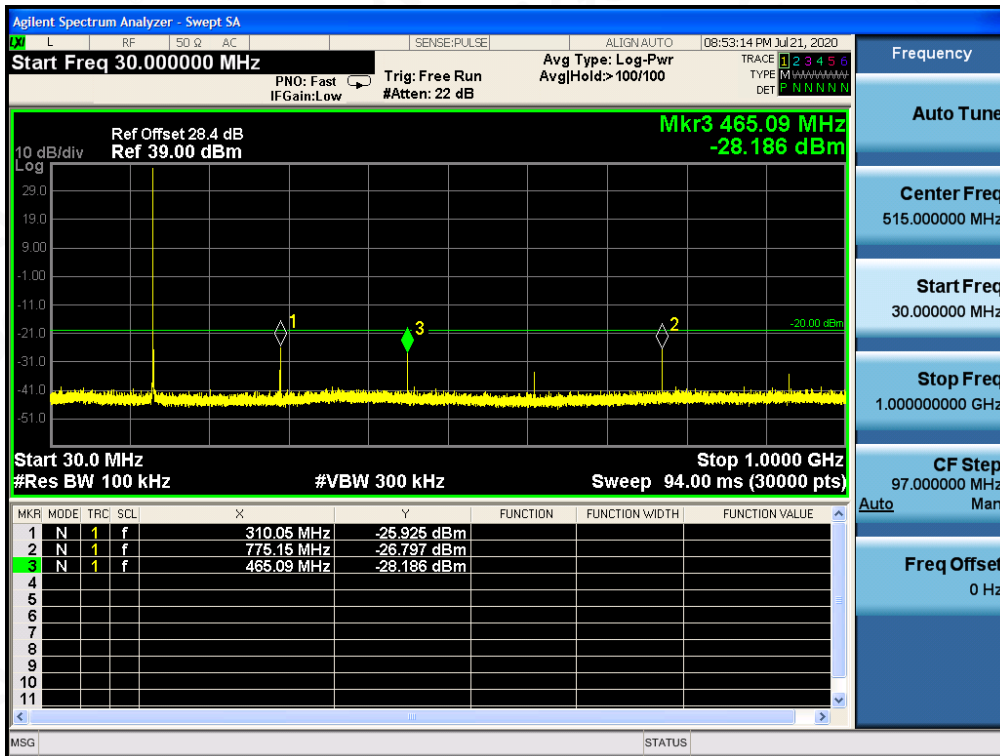 Agilent Spectrum Analyzer - Swept SA
LXI L RF 50 Ω AC SENSE:PULSE ALIGN AUTO 08:53:14 PM Jul 21, 2020
Start Freq 30.000000 MHz
PNO: Fast
IFGain:Low
Trig: Free Run
#Atten: 22 dB
Avg Type: Log-Pwr
Avg|Hold:> 100/100
TRACE 1 2 3 4 5 6
TYPE M
DET P N N N N N
Ref Offset 28.4 dB
10 dB/div Ref 39.00 dBm
Log
Mkr3 465.09 MHz
-28.186 dBm
29.0
19.0
9.00
-1.00
-11.0
-21.0
-31.0
-41.0
-51.0
1
3
2
-20.00 dBm
Start 30.0 MHz Stop 1.0000 GHz
#Res BW 100 kHz #VBW 300 kHz Sweep 94.00 ms (30000 pts)
MKR MODE TRC SCL X Y FUNCTION FUNCTION WIDTH FUNCTION VALUE
1 N 1 f 310.05 MHz -25.925 dBm
2 N 1 f 775.15 MHz -26.797 dBm
3 N 1 f 465.09 MHz -28.186 dBm
4
5
6
7
8
9
10
11
MSG STATUS
Frequency
Auto Tune
Center Freq
515.000000 MHz
Start Freq
30.000000 MHz
Stop Freq
1.000000000 GHz
CF Step
97.000000 MHz
Auto Man
Freq Offset
0 Hz